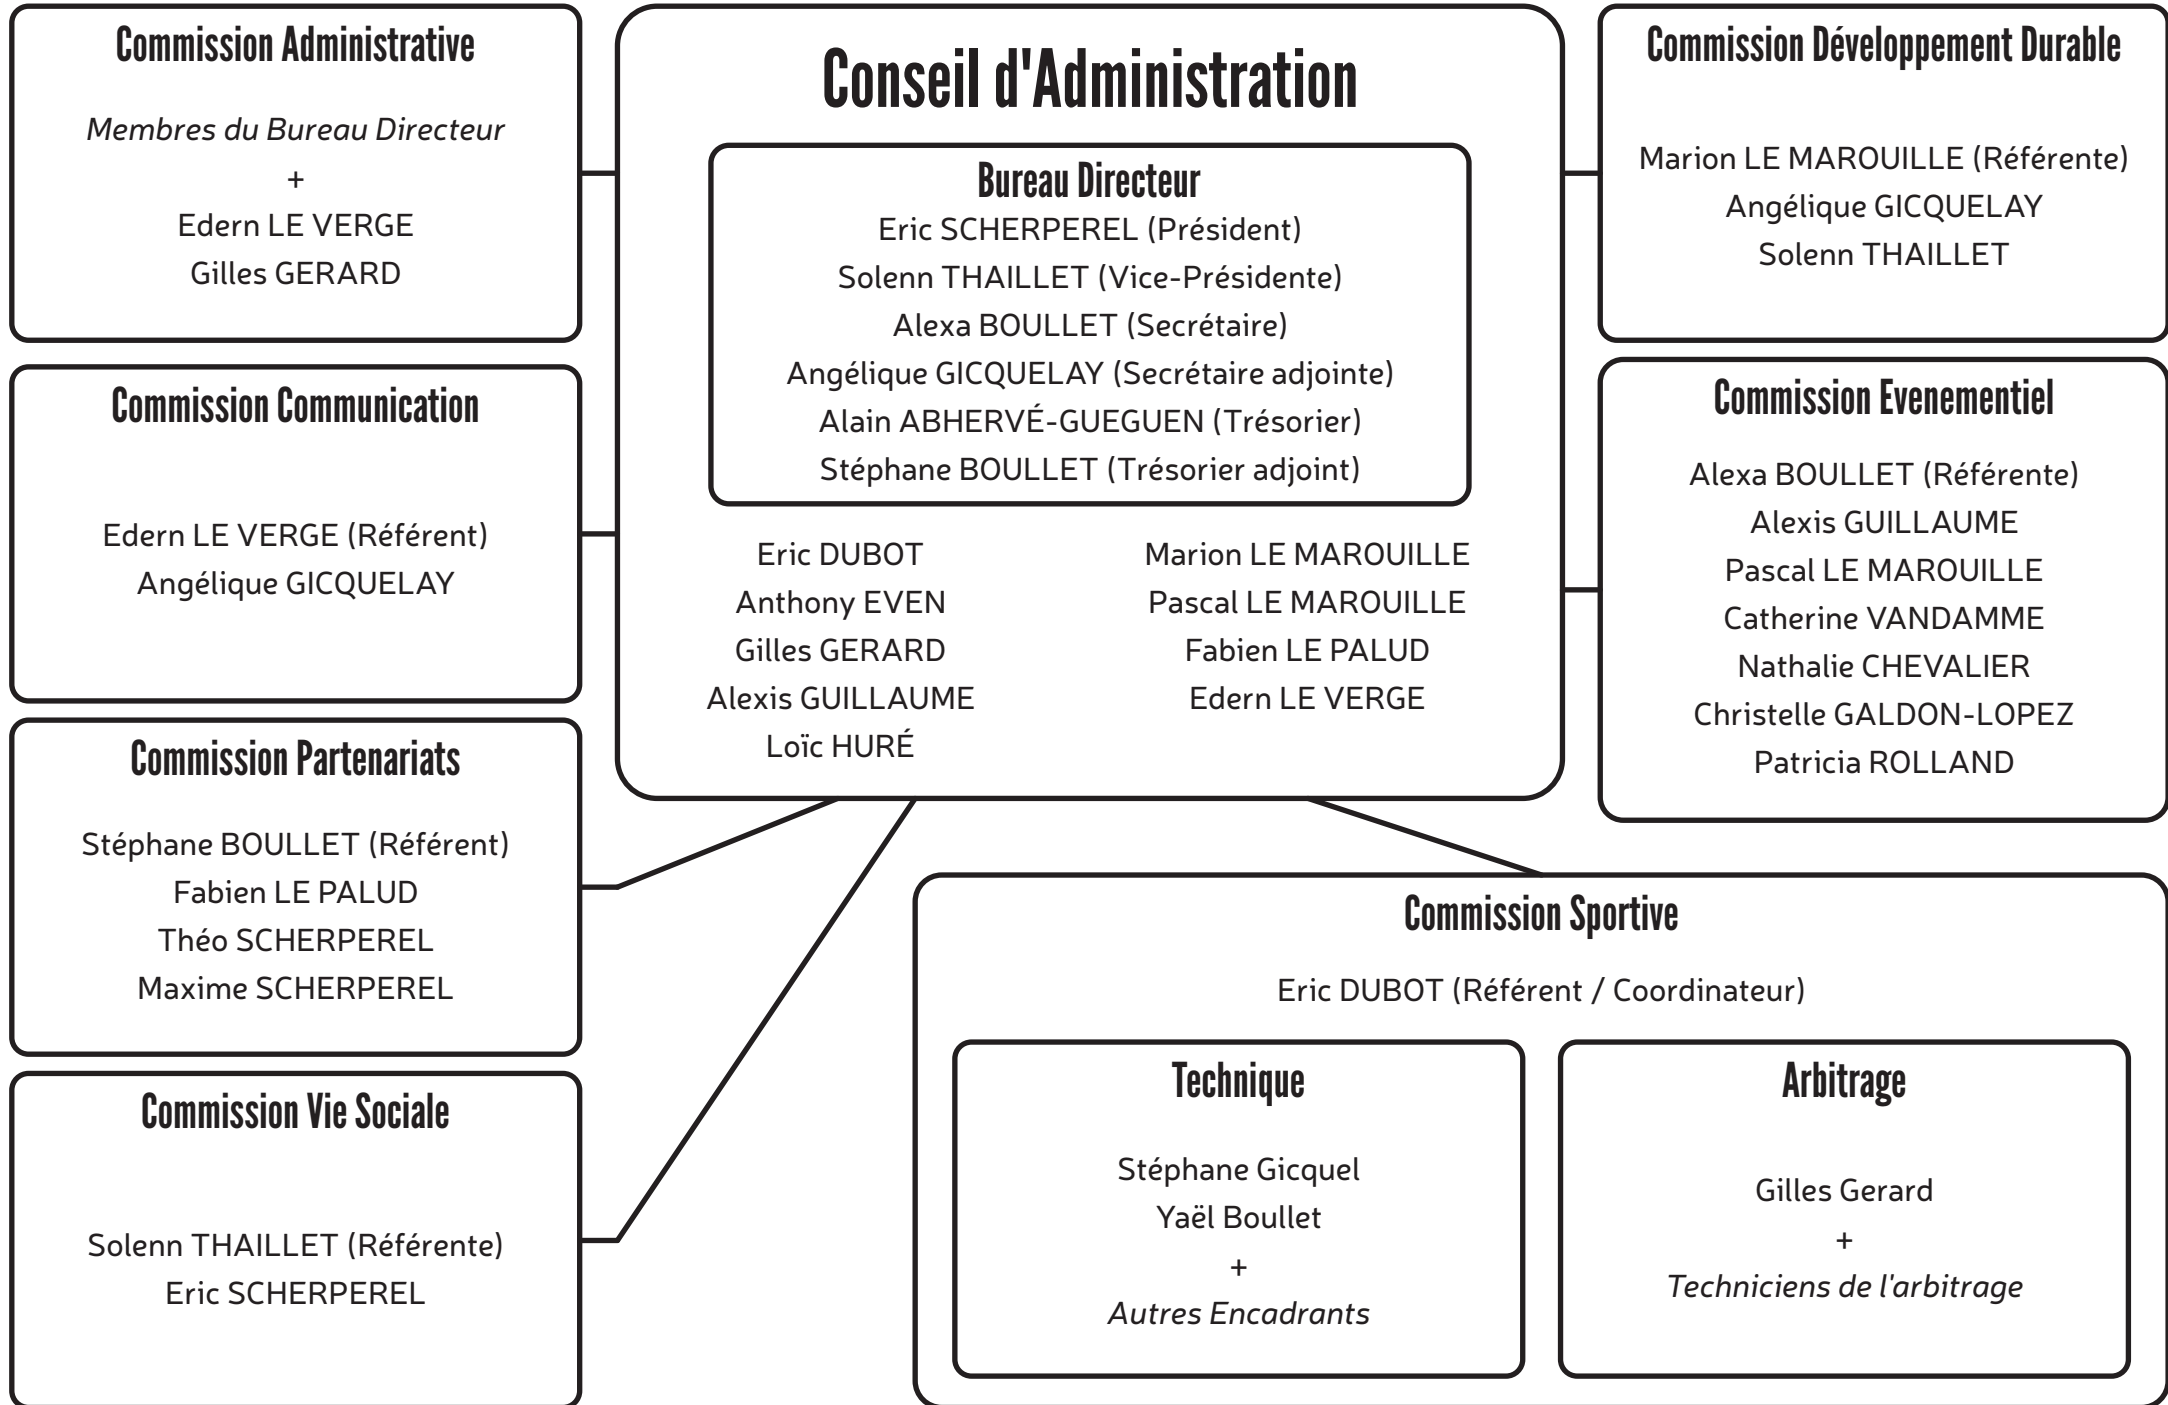 Commission Administrative
Membres du Bureau Directeur
+
Edern LE VERGE
Gilles GERARD
Commission Communication
Edern LE VERGE (Référent)
Angélique GICQUELAY
Commission Partenariats
Stéphane BOULLET (Référent)
Fabien LE PALUD
Théo SCHERPEREL
Maxime SCHERPEREL
Commission Vie Sociale
Solenn THAILLET (Référente)
Eric SCHERPEREL
Conseil d'Administration
Bureau Directeur
Eric SCHERPEREL (Président)
Solenn THAILLET (Vice-Présidente)
Alexa BOULLET (Secrétaire)
Angélique GICQUELAY (Secrétaire adjointe)
Alain ABHERVÉ-GUEGUEN (Trésorier)
Stéphane BOULLET (Trésorier adjoint)
Eric DUBOT
Anthony EVEN
Gilles GERARD
Alexis GUILLAUME
Loïc HURÉ
Marion LE MAROUILLE
Pascal LE MAROUILLE
Fabien LE PALUD
Edern LE VERGE
Commission Développement Durable
Marion LE MAROUILLE (Référente)
Angélique GICQUELAY
Solenn THAILLET
Commission Evenementiel
Alexa BOULLET (Référente)
Alexis GUILLAUME
Pascal LE MAROUILLE
Catherine VANDAMME
Nathalie CHEVALIER
Christelle GALDON-LOPEZ
Patricia ROLLAND
Commission Sportive
Eric DUBOT (Référent / Coordinateur)
Technique
Stéphane Gicquel
Yaël Boullet
+
Autres Encadrants
Arbitrage
Gilles Gerard
+
Techniciens de l'arbitrage